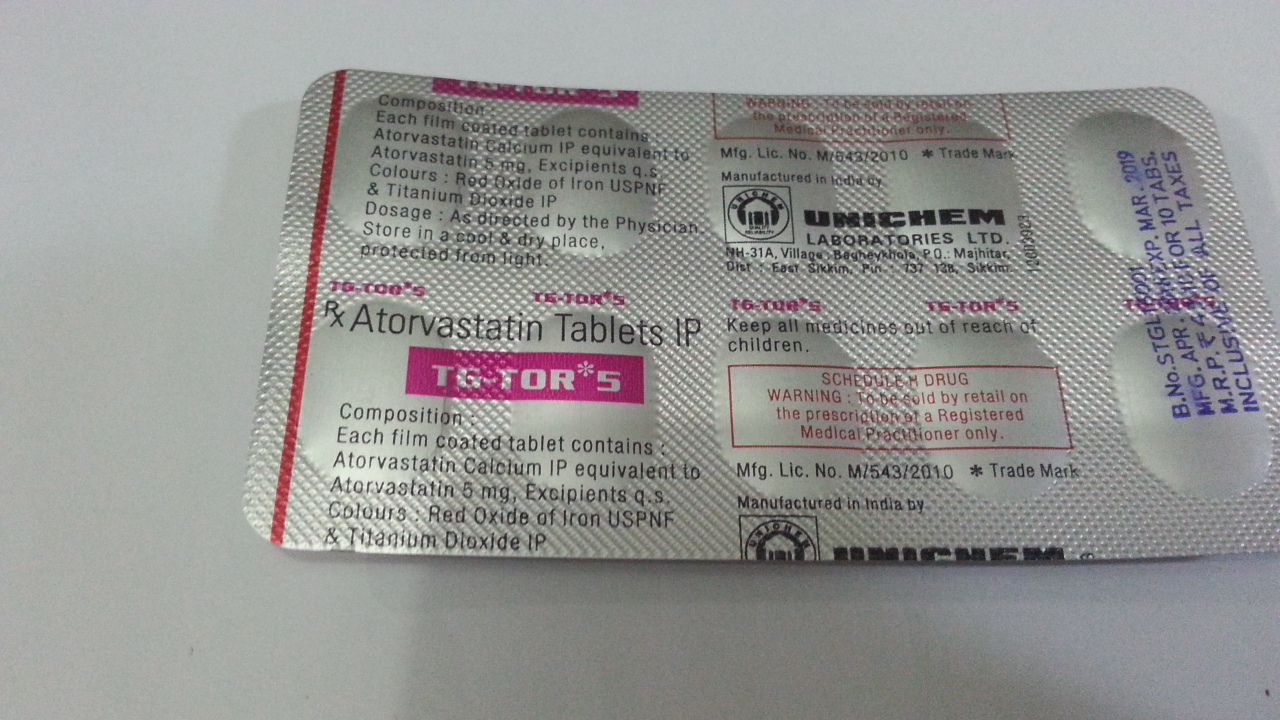 TG-TOR*5
Composition :
Each film coated tablet contains :
Atorvastatin Calcium IP equivalent to
Atorvastatin 5 mg, Excipients q.s.
Colours : Red Oxide of Iron USPNF
& Titanium Dioxide IP
Dosage : As directed by the Physician.
Store in a cool & dry place,
protected from light.
TG-TOR*5 TG-TOR*5
Rx Atorvastatin Tablets IP
TG-TOR*5
Composition :
Each film coated tablet contains :
Atorvastatin Calcium IP equivalent to
Atorvastatin 5 mg, Excipients q.s.
Colours : Red Oxide of Iron USPNF
& Titanium Dioxide IP
WARNING : To be sold by retail on
the prescription of a Registered
Medical Practitioner only.
Mfg. Lic. No. M/543/2010 * Trade Mark
Manufactured in India by
UNICHEM
QUALITY
RELIABILITY
UNICHEM
LABORATORIES LTD.
NH-31A, Village : Bagheykhola, P.O.: Majhitar,
Dist : East Sikkim, Pin : 737 136, Sikkim.
TG-TOR*5 TG-TOR*5
Keep all medicines out of reach of
children.
SCHEDULE H DRUG
WARNING : To be sold by retail on
the prescription of a Registered
Medical Practitioner only.
Mfg. Lic. No. M/543/2010 * Trade Mark
Manufactured in India by
UNICHEM
UNICHEM
B.No. EXP. MAR. 2019
MFG. APR. FOR 10 TABS.
M.R.P. ₹ OF ALL TAXES
INCLUSIVE